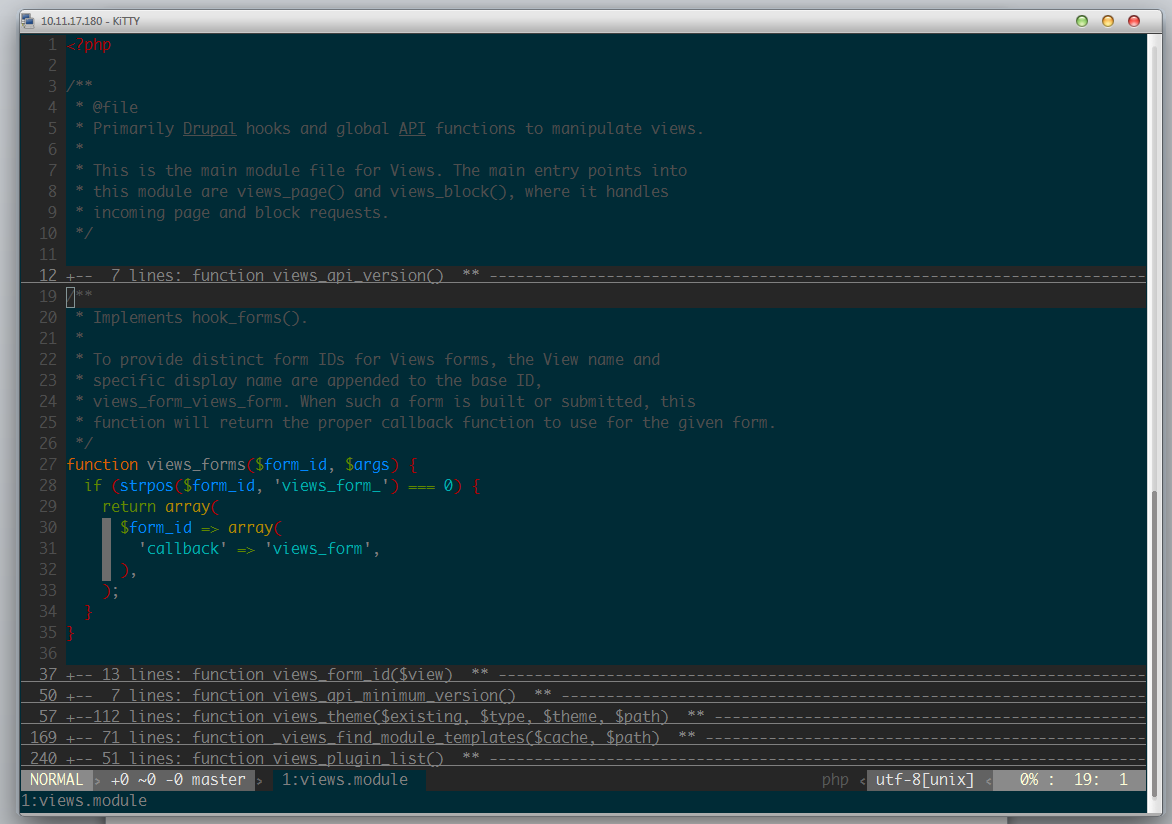 10.11.17.180 - KiTTY
1 <?php
2
3 /**
4  * @file
5  * Primarily Drupal hooks and global API functions to manipulate views.
6  *
7  * This is the main module file for Views. The main entry points into
8  * this module are views_page() and views_block(), where it handles
9  * incoming page and block requests.
10  */
11
12 +--  7 lines: function views_api_version()  ** -------------------------------------------------------------------------
19 /**
20  * Implements hook_forms().
21  *
22  * To provide distinct form IDs for Views forms, the View name and
23  * specific display name are appended to the base ID,
24  * views_form_views_form. When such a form is built or submitted, this
25  * function will return the proper callback function to use for the given form.
26  */
27 function views_forms($form_id, $args) {
28   if (strpos($form_id, 'views_form_') === 0) {
29     return array(
30       $form_id => array(
31         'callback' => 'views_form',
32       ),
33     );
34   }
35 }
36
37 +-- 13 lines: function views_form_id($view)  ** ------------------------------------------------------------------------
50 +--  7 lines: function views_api_minimum_version()  ** -----------------------------------------------------------------
57 +--112 lines: function views_theme($existing, $type, $theme, $path)  ** ------------------------------------------------
169 +-- 71 lines: function _views_find_module_templates($cache, $path)  ** -------------------------------------------------
240 +-- 51 lines: function views_plugin_list()  ** -------------------------------------------------------------------------
NORMAL > +0 ~0 -0 master > 1:views.module php < utf-8[unix] < 0% : 19: 1
1:views.module